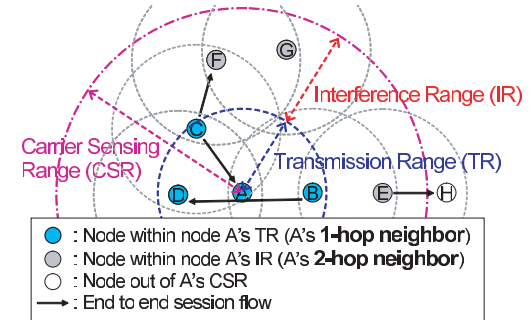 F
G
C
Interference Range (IR)
Carrier Sensing
Range (CSR)
Transmission Range (TR)
D
A
B
E
H
: Node within node A's TR (A's 1-hop neighbor)
: Node within node A's IR (A's 2-hop neighbor)
: Node out of A's CSR
: End to end session flow